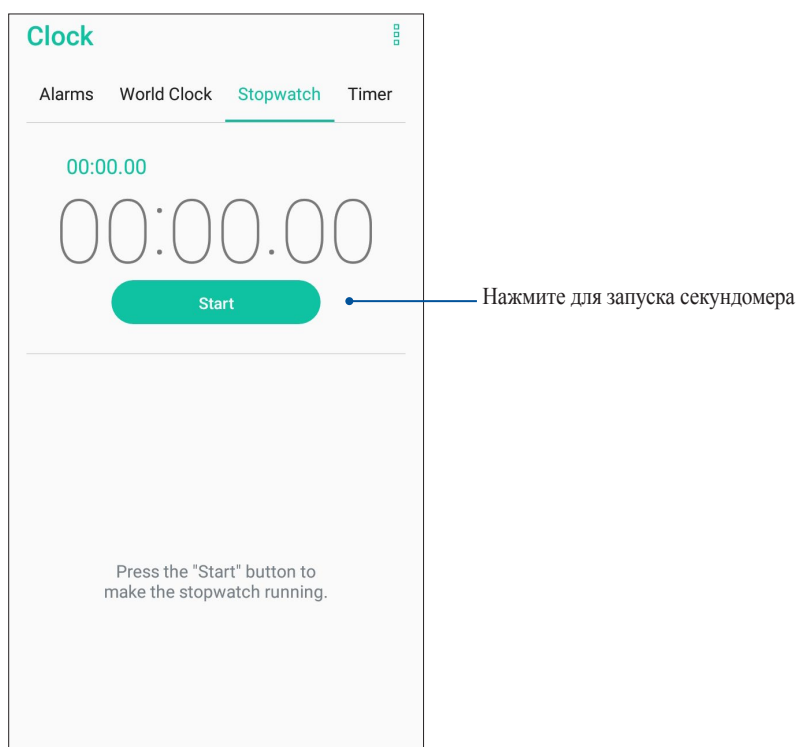 Clock
Alarms World Clock Stopwatch Timer
00:00.00
00:00.00
Start
Нажмите для запуска секундомера
Press the "Start" button to
make the stopwatch running.